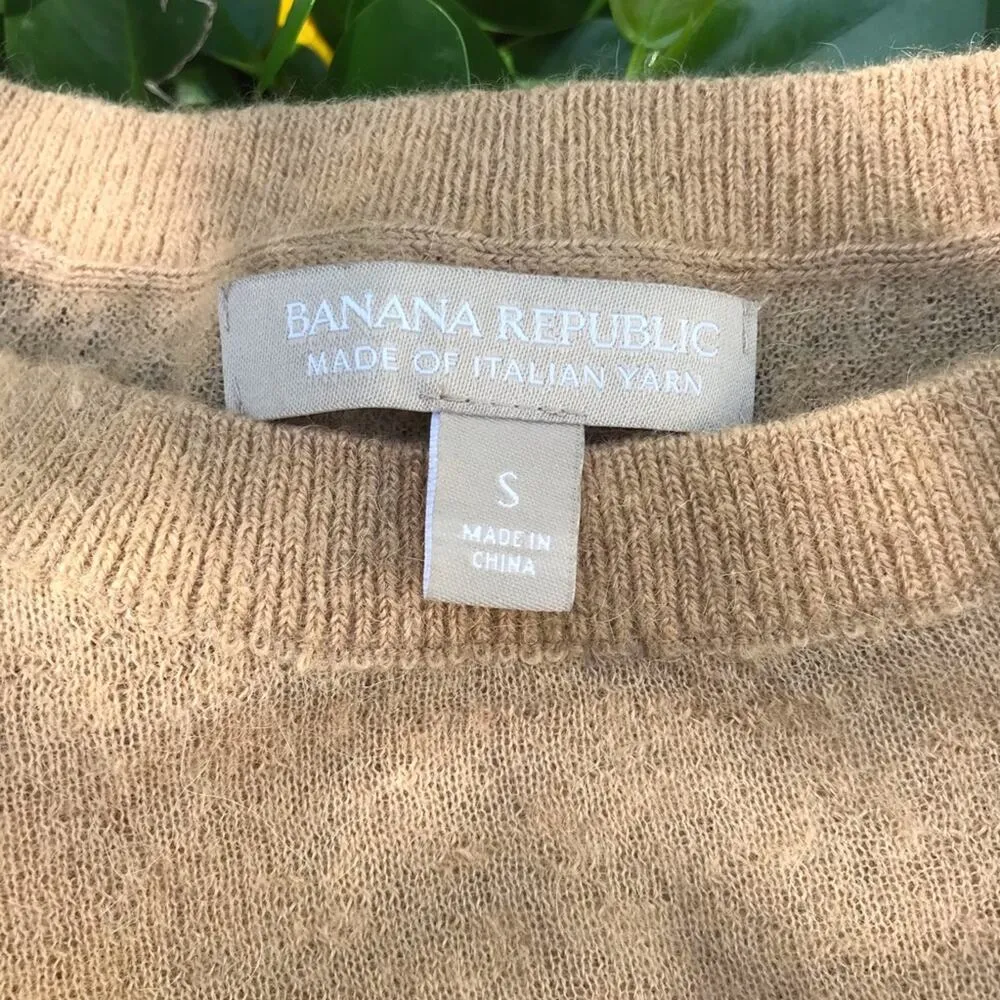 BANANA REPUBLIC
MADE OF ITALIAN YARN
S
MADE IN
CHINA